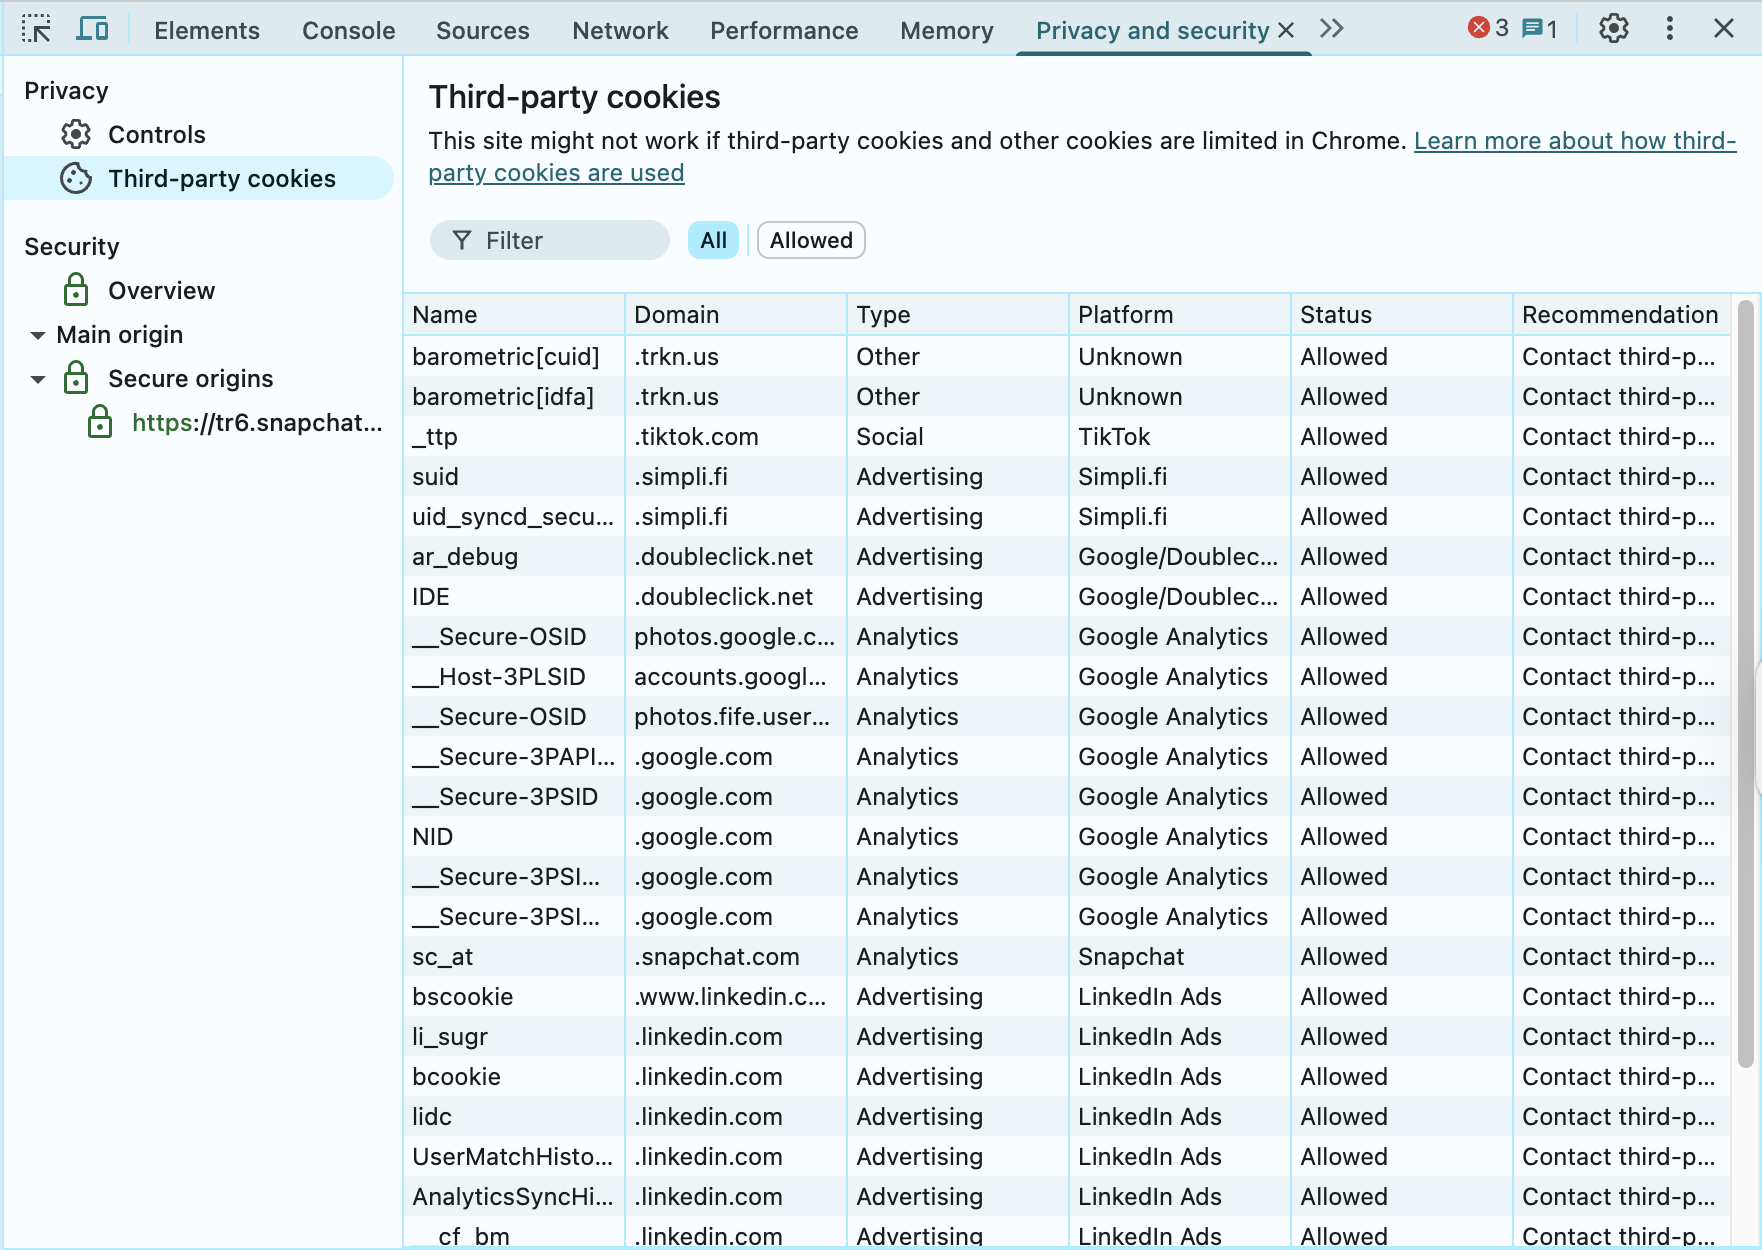 Elements Console Sources Network Performance Memory Privacy and security 3 1
Privacy
Controls
Third-party cookies
Security
Overview
Main origin
Secure origins
https://tr6.snapchat...
Third-party cookies
This site might not work if third-party cookies and other cookies are limited in Chrome. Learn more about how third-
party cookies are used
Filter All Allowed
Name Domain Type Platform Status Recommendation
barometric[cuid] .trkn.us Other Unknown Allowed Contact third-p...
barometric[idfa] .trkn.us Other Unknown Allowed Contact third-p...
_ttp .tiktok.com Social TikTok Allowed Contact third-p...
suid .simpli.fi Advertising Simpli.fi Allowed Contact third-p...
uid_syncd_secu... .simpli.fi Advertising Simpli.fi Allowed Contact third-p...
ar_debug .doubleclick.net Advertising Google/Doublec... Allowed Contact third-p...
IDE .doubleclick.net Advertising Google/Doublec... Allowed Contact third-p...
__Secure-OSID photos.google.c... Analytics Google Analytics Allowed Contact third-p...
__Host-3PLSID accounts.googl... Analytics Google Analytics Allowed Contact third-p...
__Secure-OSID photos.fife.user... Analytics Google Analytics Allowed Contact third-p...
__Secure-3PAPI... .google.com Analytics Google Analytics Allowed Contact third-p...
__Secure-3PSID .google.com Analytics Google Analytics Allowed Contact third-p...
NID .google.com Analytics Google Analytics Allowed Contact third-p...
__Secure-3PSI... .google.com Analytics Google Analytics Allowed Contact third-p...
__Secure-3PSI... .google.com Analytics Google Analytics Allowed Contact third-p...
sc_at .snapchat.com Analytics Snapchat Allowed Contact third-p...
bscookie .www.linkedin.c... Advertising LinkedIn Ads Allowed Contact third-p...
li_sugr .linkedin.com Advertising LinkedIn Ads Allowed Contact third-p...
bcookie .linkedin.com Advertising LinkedIn Ads Allowed Contact third-p...
lidc .linkedin.com Advertising LinkedIn Ads Allowed Contact third-p...
UserMatchHisto... .linkedin.com Advertising LinkedIn Ads Allowed Contact third-p...
AnalyticsSyncHi... .linkedin.com Advertising LinkedIn Ads Allowed Contact third-p...
__cf_bm .linkedin.com Advertising LinkedIn Ads Allowed Contact third-p...